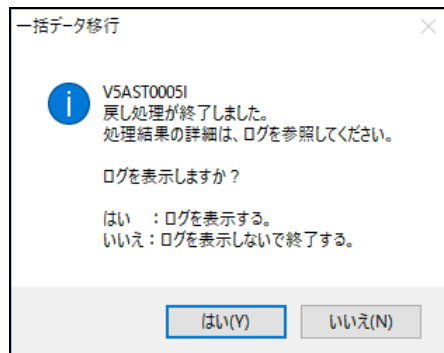 一括データ移行
V5AST0005I
戻し処理が終了しました。
処理結果の詳細は、ログを参照してください。
ログを表示しますか？
はい　：ログを表示する。
いいえ：ログを表示しないで終了する。
はい(Y)
いいえ(N)